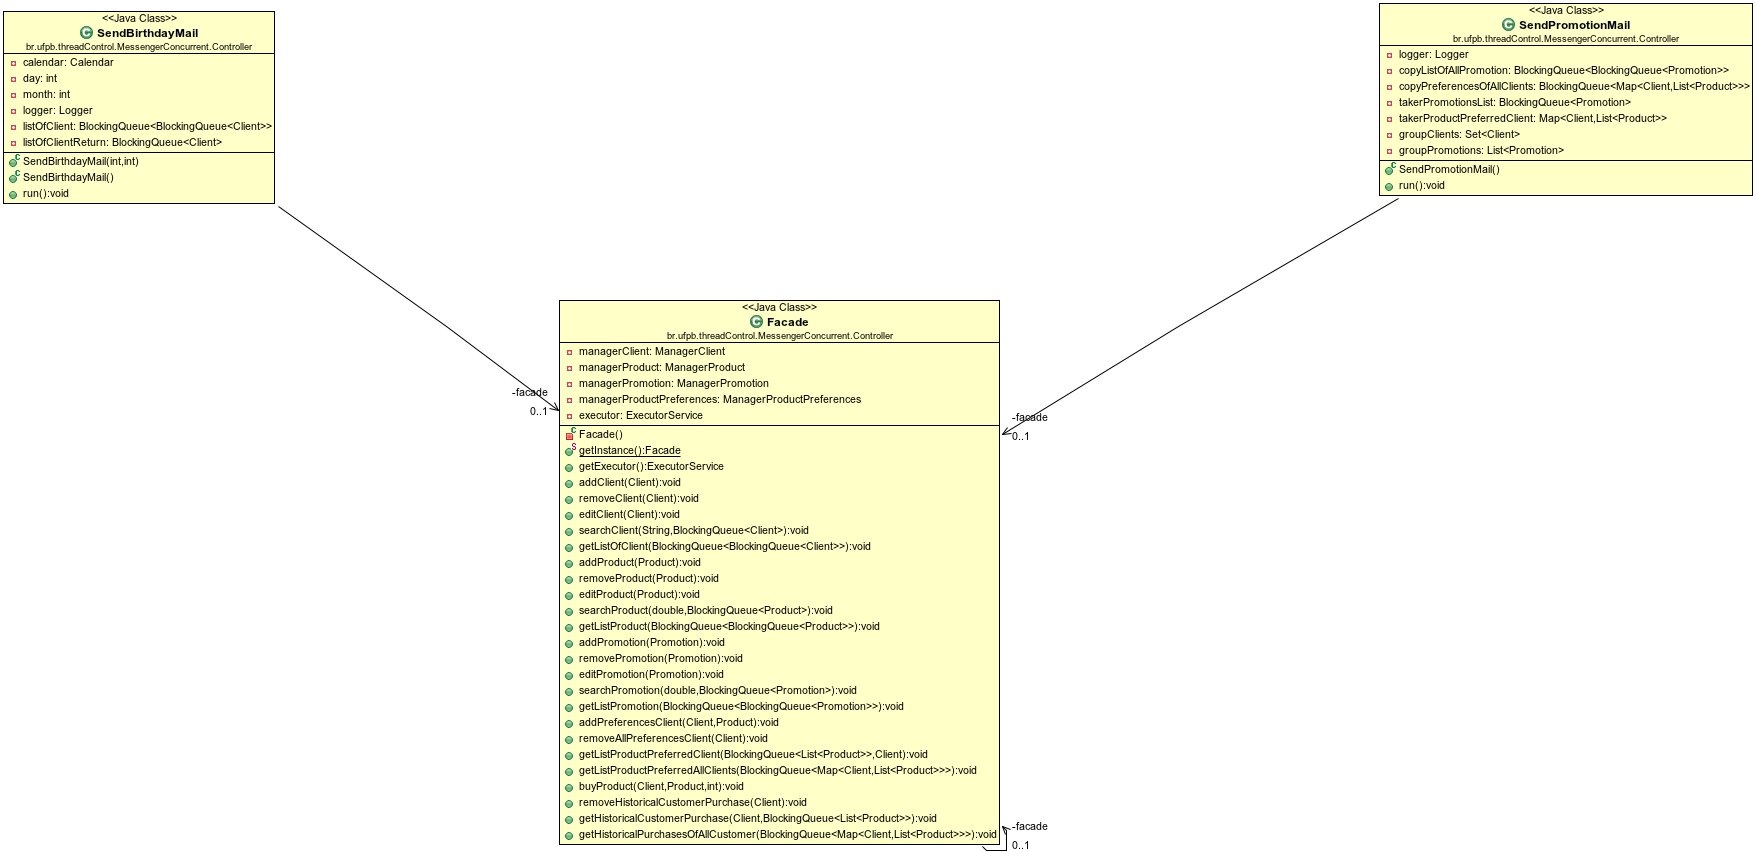 <<Java Class>>
SendBirthdayMail
br.ufpb.threadControl.MessengerConcurrent.Controller
calendar: Calendar
day: int
month: int
logger: Logger
listOfClient: BlockingQueue<BlockingQueue<Client>>
listOfClientReturn: BlockingQueue<Client>
SendBirthdayMail(int,int)
SendBirthdayMail()
run():void
<<Java Class>>
SendPromotionMail
br.ufpb.threadControl.MessengerConcurrent.Controller
logger: Logger
copyListOfAllPromotion: BlockingQueue<BlockingQueue<Promotion>>
copyPreferencesOfAllClients: BlockingQueue<Map<Client,List<Product>>>
takerPromotionsList: BlockingQueue<Promotion>
takerProductPreferredClient: Map<Client,List<Product>>
groupClients: Set<Client>
groupPromotions: List<Promotion>
SendPromotionMail()
run():void
-facade
0..1
-facade
0..1
<<Java Class>>
Facade
br.ufpb.threadControl.MessengerConcurrent.Controller
managerClient: ManagerClient
managerProduct: ManagerProduct
managerPromotion: ManagerPromotion
managerProductPreferences: ManagerProductPreferences
executor: ExecutorService
Facade()
getInstance():Facade
getExecutor():ExecutorService
addClient(Client):void
removeClient(Client):void
editClient(Client):void
searchClient(String,BlockingQueue<Client>):void
getListOfClient(BlockingQueue<BlockingQueue<Client>>):void
addProduct(Product):void
removeProduct(Product):void
editProduct(Product):void
searchProduct(double,BlockingQueue<Product>):void
getListProduct(BlockingQueue<BlockingQueue<Product>>):void
addPromotion(Promotion):void
removePromotion(Promotion):void
editPromotion(Promotion):void
searchPromotion(double,BlockingQueue<Promotion>):void
getListPromotion(BlockingQueue<BlockingQueue<Promotion>>):void
addPreferencesClient(Client,Product):void
removeAllPreferencesClient(Client):void
getListProductPreferredClient(BlockingQueue<List<Product>>,Client):void
getListProductPreferredAllClients(BlockingQueue<Map<Client,List<Product>>>):void
buyProduct(Client,Product,int):void
removeHistoricalCustomerPurchase(Client):void
getHistoricalCustomerPurchase(Client,BlockingQueue<List<Product>>):void
getHistoricalPurchasesOfAllCustomer(BlockingQueue<Map<Client,List<Product>>>):void
-facade
0..1